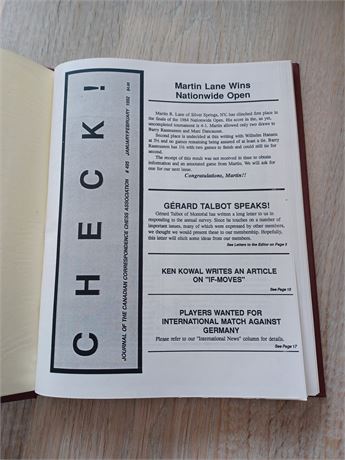 CHECK!
JOURNAL OF THE CANADIAN CORRESPONDENCE CHESS ASSOCIATION # 405 JANUARY/FEBRUARY 1992
Martin Lane Wins
Nationwide Open
Martin R. Lane of Silver Springs, NY, has clinched first place in
the finals of the 1984 Nationwide Open. His score in the, as yet,
uncompleted tournament is 6-1. Martin allowed only two draws to
Barry Rasmussen and Matt Dancause.
Second place is undecided at this writing with Wilhelm Hansen
at 3½ and no games remaining being assured of at least a tie. Barry
Rasmussen has 1½ with two games to finish and could still tie for
second.
The receipt of this result was not received in time to obtain
information and an annotated game from Martin. We will ask for
one for our next issue.
Congratulations, Martin!!
GÉRARD TALBOT SPEAKS!
Gérard Talbot of Montréal has written a long letter to us in
responding to the annual survey. Since he touches on a number of
important issues, many of which were expressed by other members,
we thought we would present these to our membership. Hopefully,
this letter will elicit some ideas from our members.
See Letters to the Editor on Page 3
KEN KOWAL WRITES AN ARTICLE
ON "IF-MOVES"
See Page 15
PLAYERS WANTED FOR
INTERNATIONAL MATCH AGAINST
GERMANY
Please refer to our "International News" column for details.
See Page 17